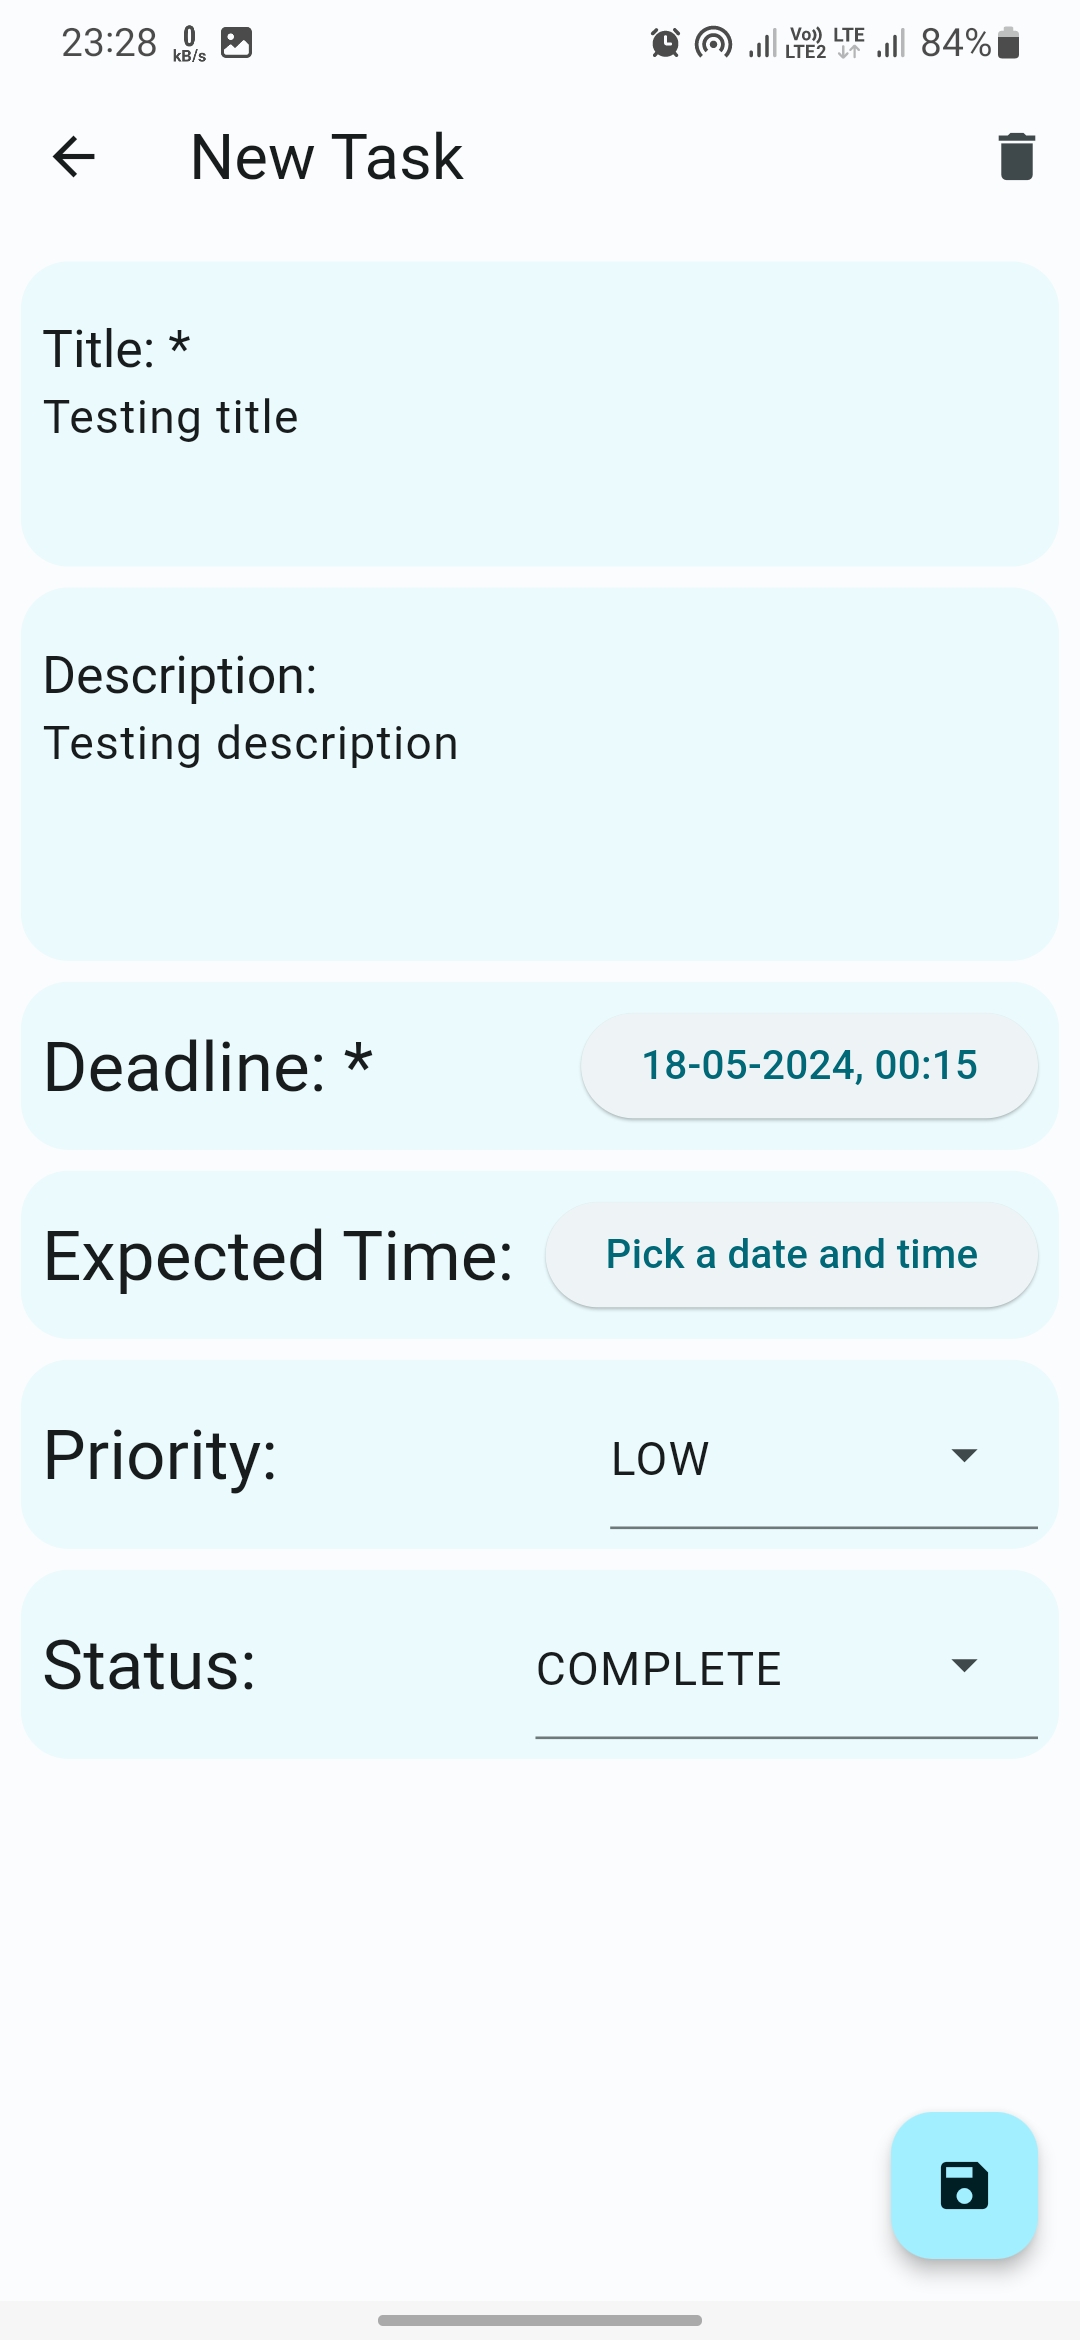 23:28 0 kB/s Vo)) LTE2 LTE 84%
New Task
Title: *
Testing title
Description:
Testing description
Deadline: * 18-05-2024, 00:15
Expected Time: Pick a date and time
Priority: LOW
Status: COMPLETE